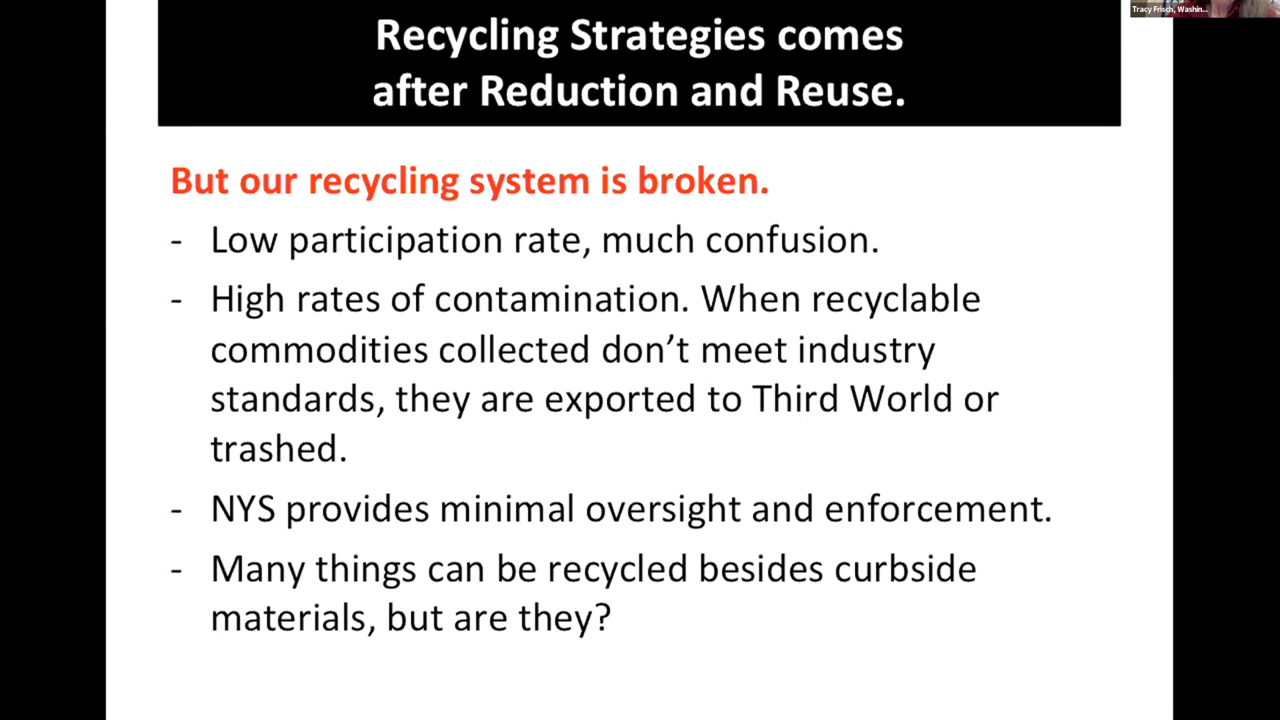 Tracy Frisch, Washin...
Recycling Strategies comes
after Reduction and Reuse.
But our recycling system is broken.
- Low participation rate, much confusion.
- High rates of contamination. When recyclable
commodities collected don’t meet industry
standards, they are exported to Third World or
trashed.
- NYS provides minimal oversight and enforcement.
- Many things can be recycled besides curbside
materials, but are they?